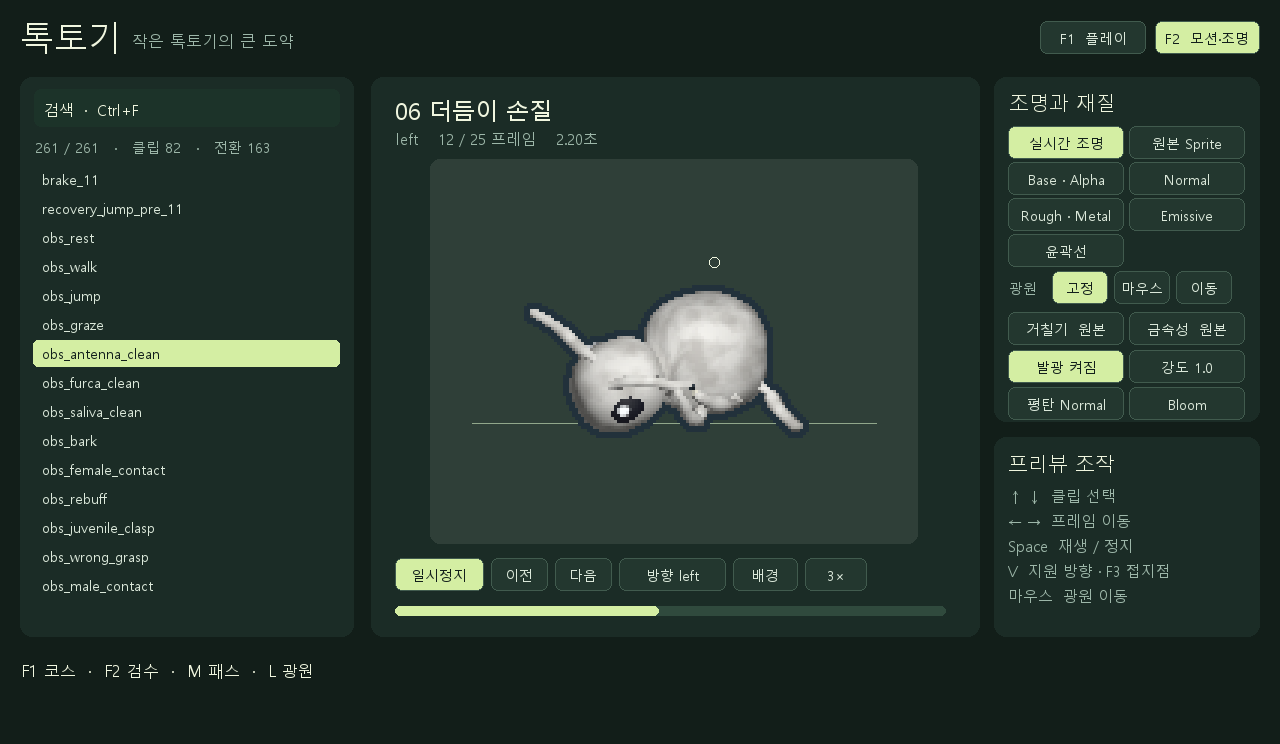 톡토기 작은 톡토기의 큰 도약
F1 플레이
F2 모션·조명
검색 · Ctrl+F
261 / 261 · 클립 82 · 전환 163
brake_11
recovery_jump_pre_11
obs_rest
obs_walk
obs_jump
obs_graze
obs_antenna_clean
obs_furca_clean
obs_saliva_clean
obs_bark
obs_female_contact
obs_rebuff
obs_juvenile_clasp
obs_wrong_grasp
obs_male_contact
06 더듬이 손질
left 12 / 25 프레임 2.20초
일시정지 이전 다음 방향 left 배경 3×
조명과 재질
실시간 조명 원본 Sprite
Base · Alpha Normal
Rough · Metal Emissive
윤곽선
광원 고정 마우스 이동
거칠기 원본 금속성 원본
발광 켜짐 강도 1.0
평탄 Normal Bloom
프리뷰 조작
↑ ↓ 클립 선택
← → 프레임 이동
Space 재생 / 정지
V 지원 방향 · F3 접지점
마우스 광원 이동
F1 코스 · F2 검수 · M 패스 · L 광원